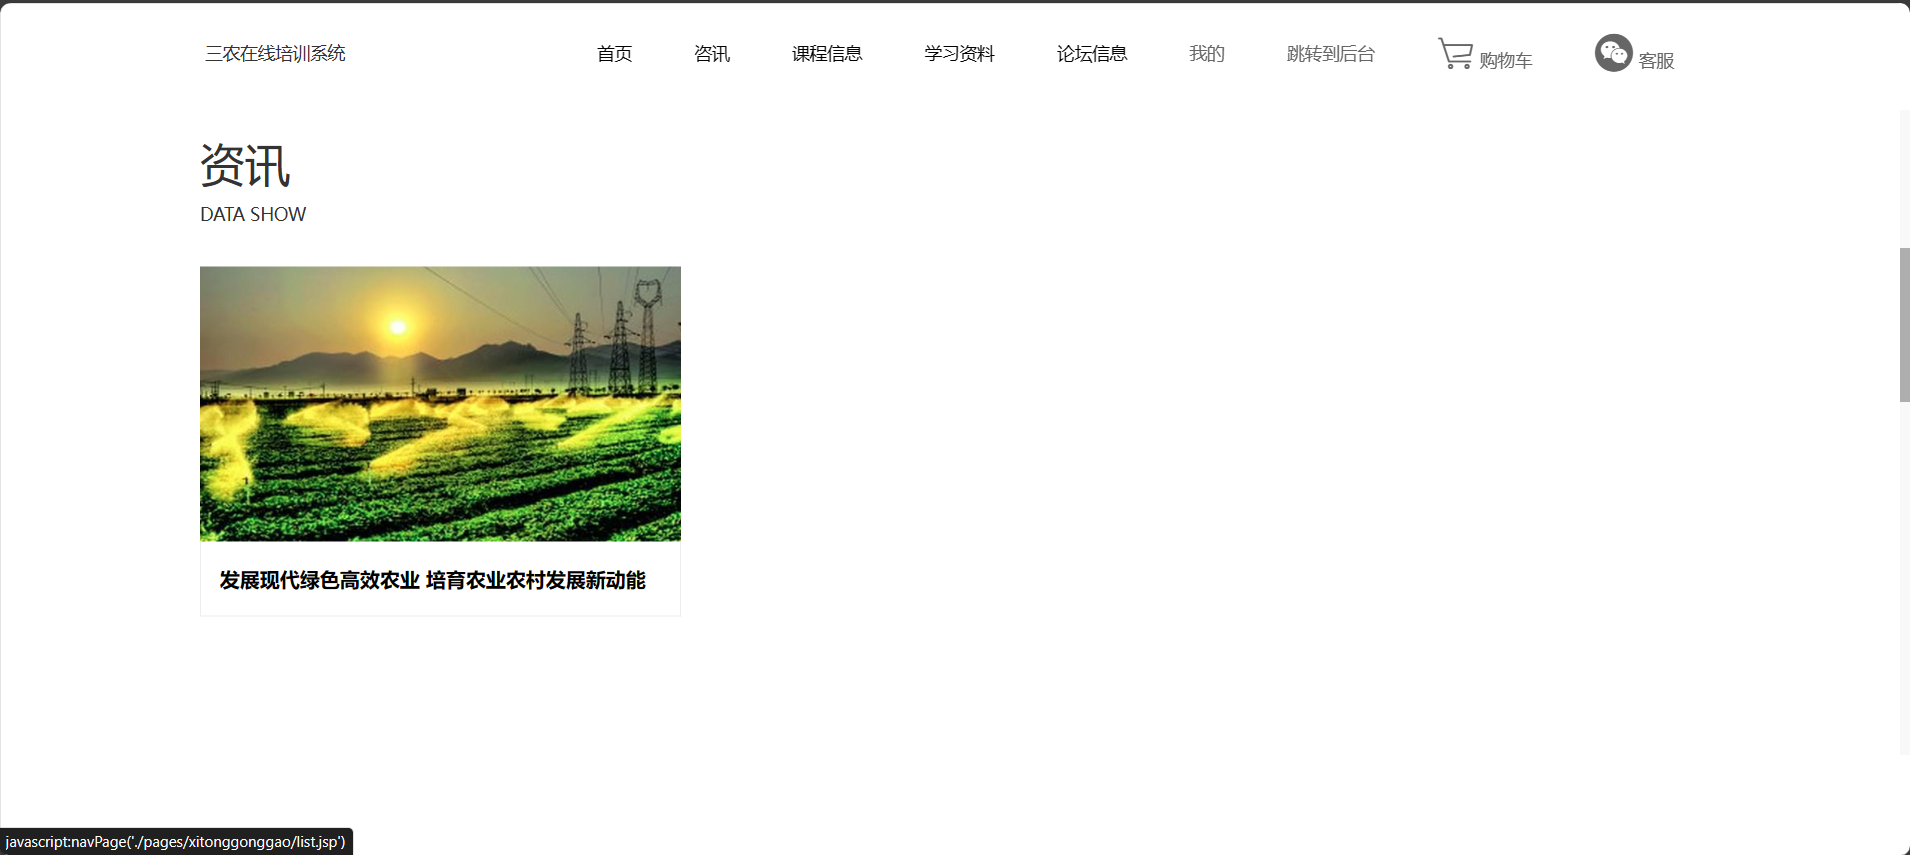 三农在线培训系统
首页
咨讯
课程信息
学习资料
论坛信息
我的
跳转到后台
购物车
客服
资讯
DATA SHOW
发展现代绿色高效农业 培育农业农村发展新动能
javascript:navPage('./pages/xitonggonggao/list.jsp')